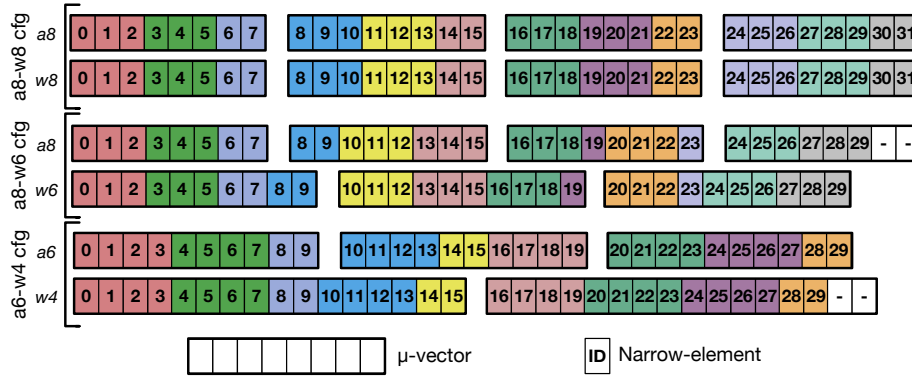 a8-w8 cfg
a8 0 1 2 3 4 5 6 7 8 9 10 11 12 13 14 15 16 17 18 19 20 21 22 23 24 25 26 27 28 29 30 31
w8 0 1 2 3 4 5 6 7 8 9 10 11 12 13 14 15 16 17 18 19 20 21 22 23 24 25 26 27 28 29 30 31
a8-w6 cfg
a8 0 1 2 3 4 5 6 7 8 9 10 11 12 13 14 15 16 17 18 19 20 21 22 23 24 25 26 27 28 29 - -
w6 0 1 2 3 4 5 6 7 8 9 10 11 12 13 14 15 16 17 18 19 20 21 22 23 24 25 26 27 28 29
a6-w4 cfg
a6 0 1 2 3 4 5 6 7 8 9 10 11 12 13 14 15 16 17 18 19 20 21 22 23 24 25 26 27 28 29
w4 0 1 2 3 4 5 6 7 8 9 10 11 12 13 14 15 16 17 18 19 20 21 22 23 24 25 26 27 28 29 - -
μ-vector
ID Narrow-element